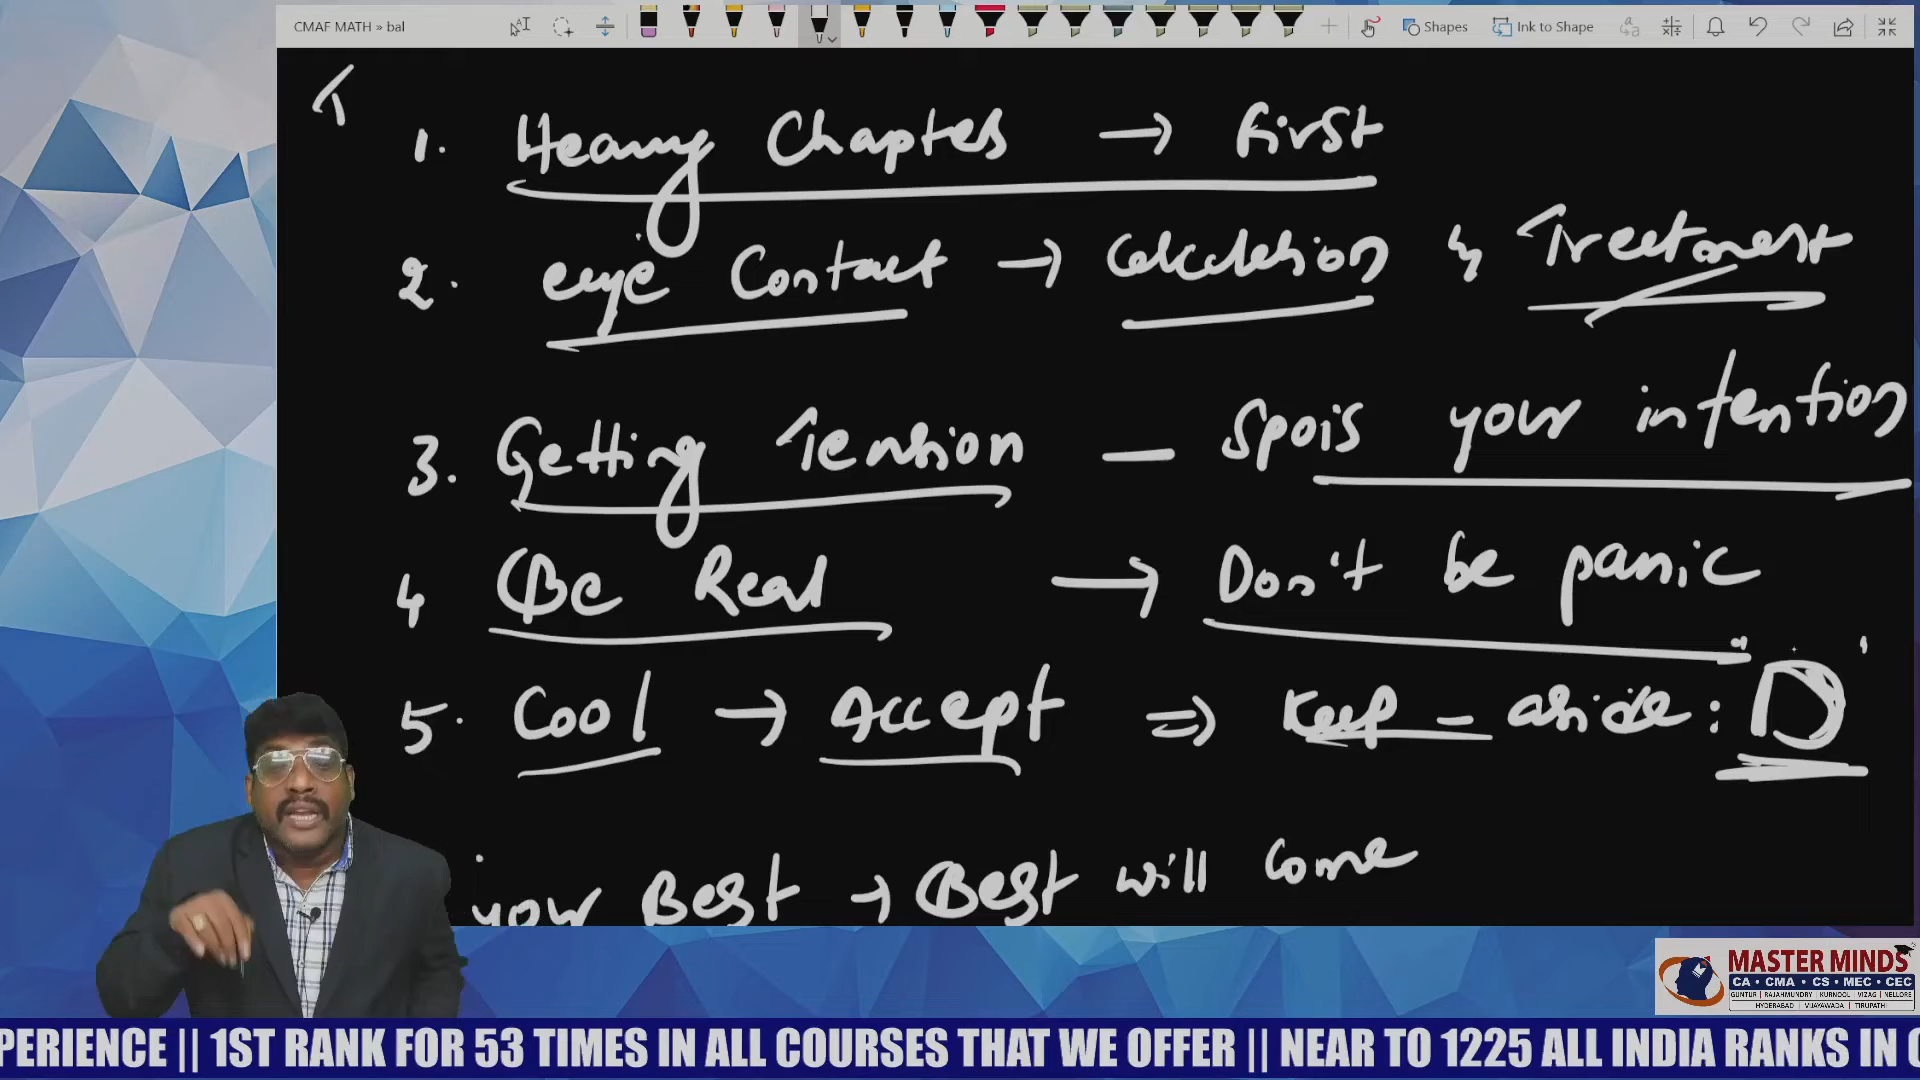 CMAF MATH » bal
Shapes
Ink to Shape
1. Heavy Chapters → First
2. eye Contact → Calculation & Treetment
3. Getting Tension — Spois your intention
4 Be Real → Don't be panic
5. Cool → Accept ⇒ Keep - aside : "D"
your Best → Best will come
MASTER MINDS
CA • CMA • CS • MEC • CEC
GUNTUR | RAJAHMUNDRY | KURNOOL | VIZAG | NELLORE
HYDERABAD | VIJAYAWADA | TIRUPATHI
PERIENCE || 1ST RANK FOR 53 TIMES IN ALL COURSES THAT WE OFFER || NEAR TO 1225 ALL INDIA RANKS IN C